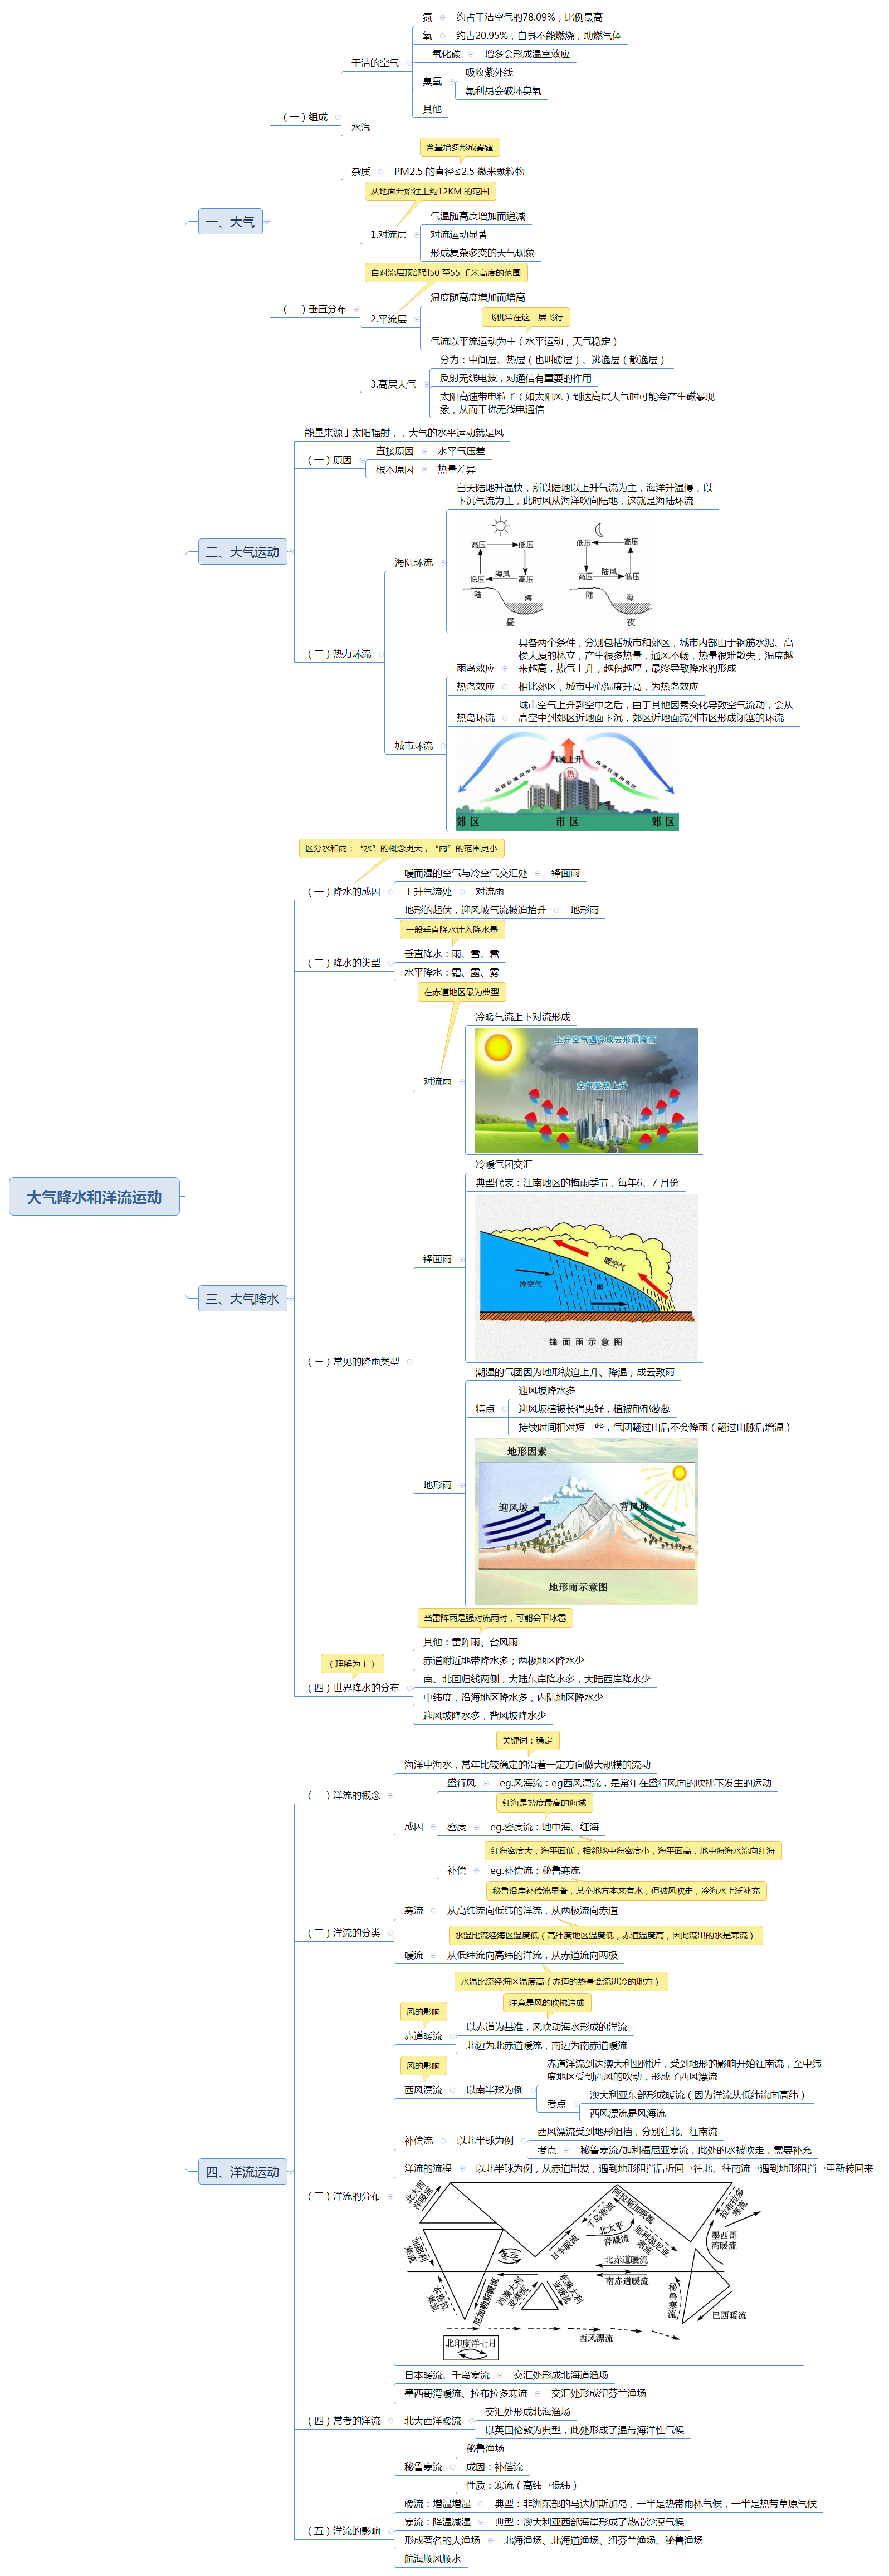 大气降水和洋流运动
一、大气
（一）组成
干洁的空气
氮
约占干洁空气的78.09%，比例最高
氧
约占20.95%，自身不能燃烧，助燃气体
二氧化碳
增多会形成温室效应
臭氧
吸收紫外线
氟利昂会破坏臭氧
其他
水汽
杂质
含量增多形成雾霾
PM2.5 的直径≤2.5 微米颗粒物
（二）垂直分布
从地面开始往上约12KM 的范围
1.对流层
气温随高度增加而递减
对流运动显著
形成复杂多变的天气现象
自对流层顶部到50 至55 千米高度的范围
2.平流层
温度随高度增加而增高
飞机常在这一层飞行
气流以平流运动为主（水平运动，天气稳定）
3.高层大气
分为：中间层、热层（也叫暖层）、逃逸层（散逸层）
反射无线电波，对通信有重要的作用
太阳高速带电粒子（如太阳风）到达高层大气时可能会产生磁暴现
象，从而干扰无线电通信
二、大气运动
能量来源于太阳辐射，，大气的水平运动就是风
（一）原因
直接原因
水平气压差
根本原因
热量差异
（二）热力环流
海陆环流
白天陆地升温快，所以陆地以上升气流为主，海洋升温慢，以
下沉气流为主，此时风从海洋吹向陆地，这就是海陆环流
高压
低压
低压
海风
高压
陆
海
昼
低压
高压
高压
陆风
低压
陆
海
夜
城市环流
雨岛效应
具备两个条件，分别包括城市和郊区，城市内部由于钢筋水泥、高
楼大厦的林立，产生很多热量，通风不畅，热量很难散失，温度越
来越高，热气上升，越积越厚，最终导致降水的形成
热岛效应
相比郊区，城市中心温度升高，为热岛效应
热岛环流
城市空气上升到空中之后，由于其他因素变化导致空气流动，会从
高空中到郊区近地面下沉，郊区近地面流到市区形成闭塞的环流
气流上升
热
由郊区流向市区
由郊区流向市区
郊 区
市 区
郊 区
三、大气降水
区分水和雨：“水”的概念更大，“雨”的范围更小
（一）降水的成因
暖而湿的空气与冷空气交汇处
锋面雨
上升气流处
对流雨
地形的起伏，迎风坡气流被迫抬升
地形雨
一般垂直降水计入降水量
（二）降水的类型
垂直降水：雨、雪、雹
水平降水：霜、露、雾
（三）常见的降雨类型
在赤道地区最为典型
对流雨
冷暖气流上下对流形成
上升空气遇冷成云形成降雨
空气受热上升
锋面雨
冷暖气团交汇
典型代表：江南地区的梅雨季节，每年6、7 月份
暖空气
冷空气
雨
锋 面 雨 示 意 图
地形雨
潮湿的气团因为地形被迫上升、降温，成云致雨
特点
迎风坡降水多
迎风坡植被长得更好，植被郁郁葱葱
持续时间相对短一些，气团翻过山后不会降雨（翻过山脉后增温）
地形因素
迎风坡
背风坡
地形雨示意图
当雷阵雨是强对流雨时，可能会下冰雹
其他：雷阵雨、台风雨
（理解为主）
（四）世界降水的分布
赤道附近地带降水多；两极地区降水少
南、北回归线两侧，大陆东岸降水多，大陆西岸降水少
中纬度，沿海地区降水多，内陆地区降水少
迎风坡降水多，背风坡降水少
四、洋流运动
（一）洋流的概念
关键词：稳定
海洋中海水，常年比较稳定的沿着一定方向做大规模的流动
成因
盛行风
eg.风海流：eg西风漂流，是常年在盛行风向的吹拂下发生的运动
红海是盐度最高的海域
密度
eg.密度流：地中海、红海
红海密度大，海平面低，相邻地中海密度小，海平面高，地中海海水流向红海
补偿
eg.补偿流：秘鲁寒流
秘鲁沿岸补偿流显著，某个地方本来有水，但被风吹走，冷海水上泛补充
（二）洋流的分类
寒流
从高纬流向低纬的洋流，从两极流向赤道
水温比流经海区温度低（高纬度地区温度低，赤道温度高，因此流出的水是寒流）
暖流
从低纬流向高纬的洋流，从赤道流向两极
水温比流经海区温度高（赤道的热量会流进冷的地方）
（三）洋流的分布
风的影响
注意是风的吹拂造成
赤道暖流
以赤道为基准，风吹动海水形成的洋流
北边为北赤道暖流，南边为南赤道暖流
风的影响
西风漂流
以南半球为例
赤道洋流到达澳大利亚附近，受到地形的影响开始往南流，至中纬
度地区受到西风的吹动，形成了西风漂流
考点
澳大利亚东部形成暖流（因为洋流从低纬流向高纬）
西风漂流是风海流
补偿流
以北半球为例
西风漂流受到地形阻挡，分别往北、往南流
考点
秘鲁寒流/加利福尼亚寒流，此处的水被吹走，需要补充
洋流的流程
以北半球为例，从赤道出发，遇到地形阻挡后折回→往北、往南流→遇到地形阻挡→重新转回来
北大西
洋暖流
加那利
寒流
本格拉
寒流
冬季
厄加勒斯暖流
西澳大利
亚寒流
东澳大利
亚暖流
日本暖流
千岛寒流
北太平
洋暖流
阿拉斯加暖流
加利福尼亚
寒流
北赤道暖流
南赤道暖流
拉布拉多
寒流
墨西哥
湾暖流
秘鲁寒流
巴西暖流
西风漂流
北印度洋七月
（四）常考的洋流
日本暖流、千岛寒流
交汇处形成北海道渔场
墨西哥湾暖流、拉布拉多寒流
交汇处形成纽芬兰渔场
北大西洋暖流
交汇处形成北海渔场
以英国伦敦为典型，此处形成了温带海洋性气候
秘鲁寒流
秘鲁渔场
成因：补偿流
性质：寒流（高纬→低纬）
（五）洋流的影响
暖流：增温增湿
典型：非洲东部的马达加斯加岛，一半是热带雨林气候，一半是热带草原气候
寒流：降温减湿
典型：澳大利亚西部海岸形成了热带沙漠气候
形成著名的大渔场
北海渔场、北海道渔场、纽芬兰渔场、秘鲁渔场
航海顺风顺水